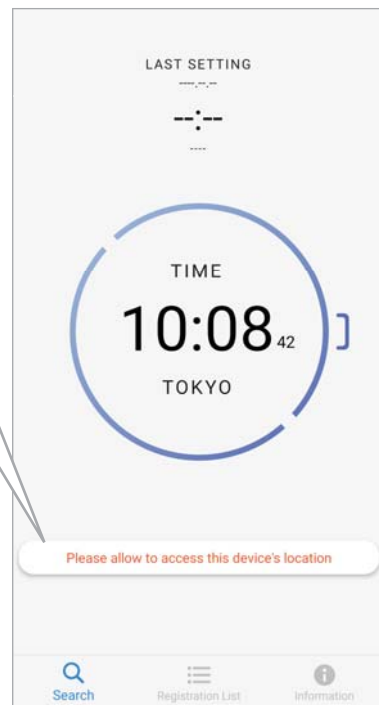 LAST SETTING
----.--.--
--:--
----
TIME
10:08 42
TOKYO
Please allow to access this device's location
Search Registration List Information